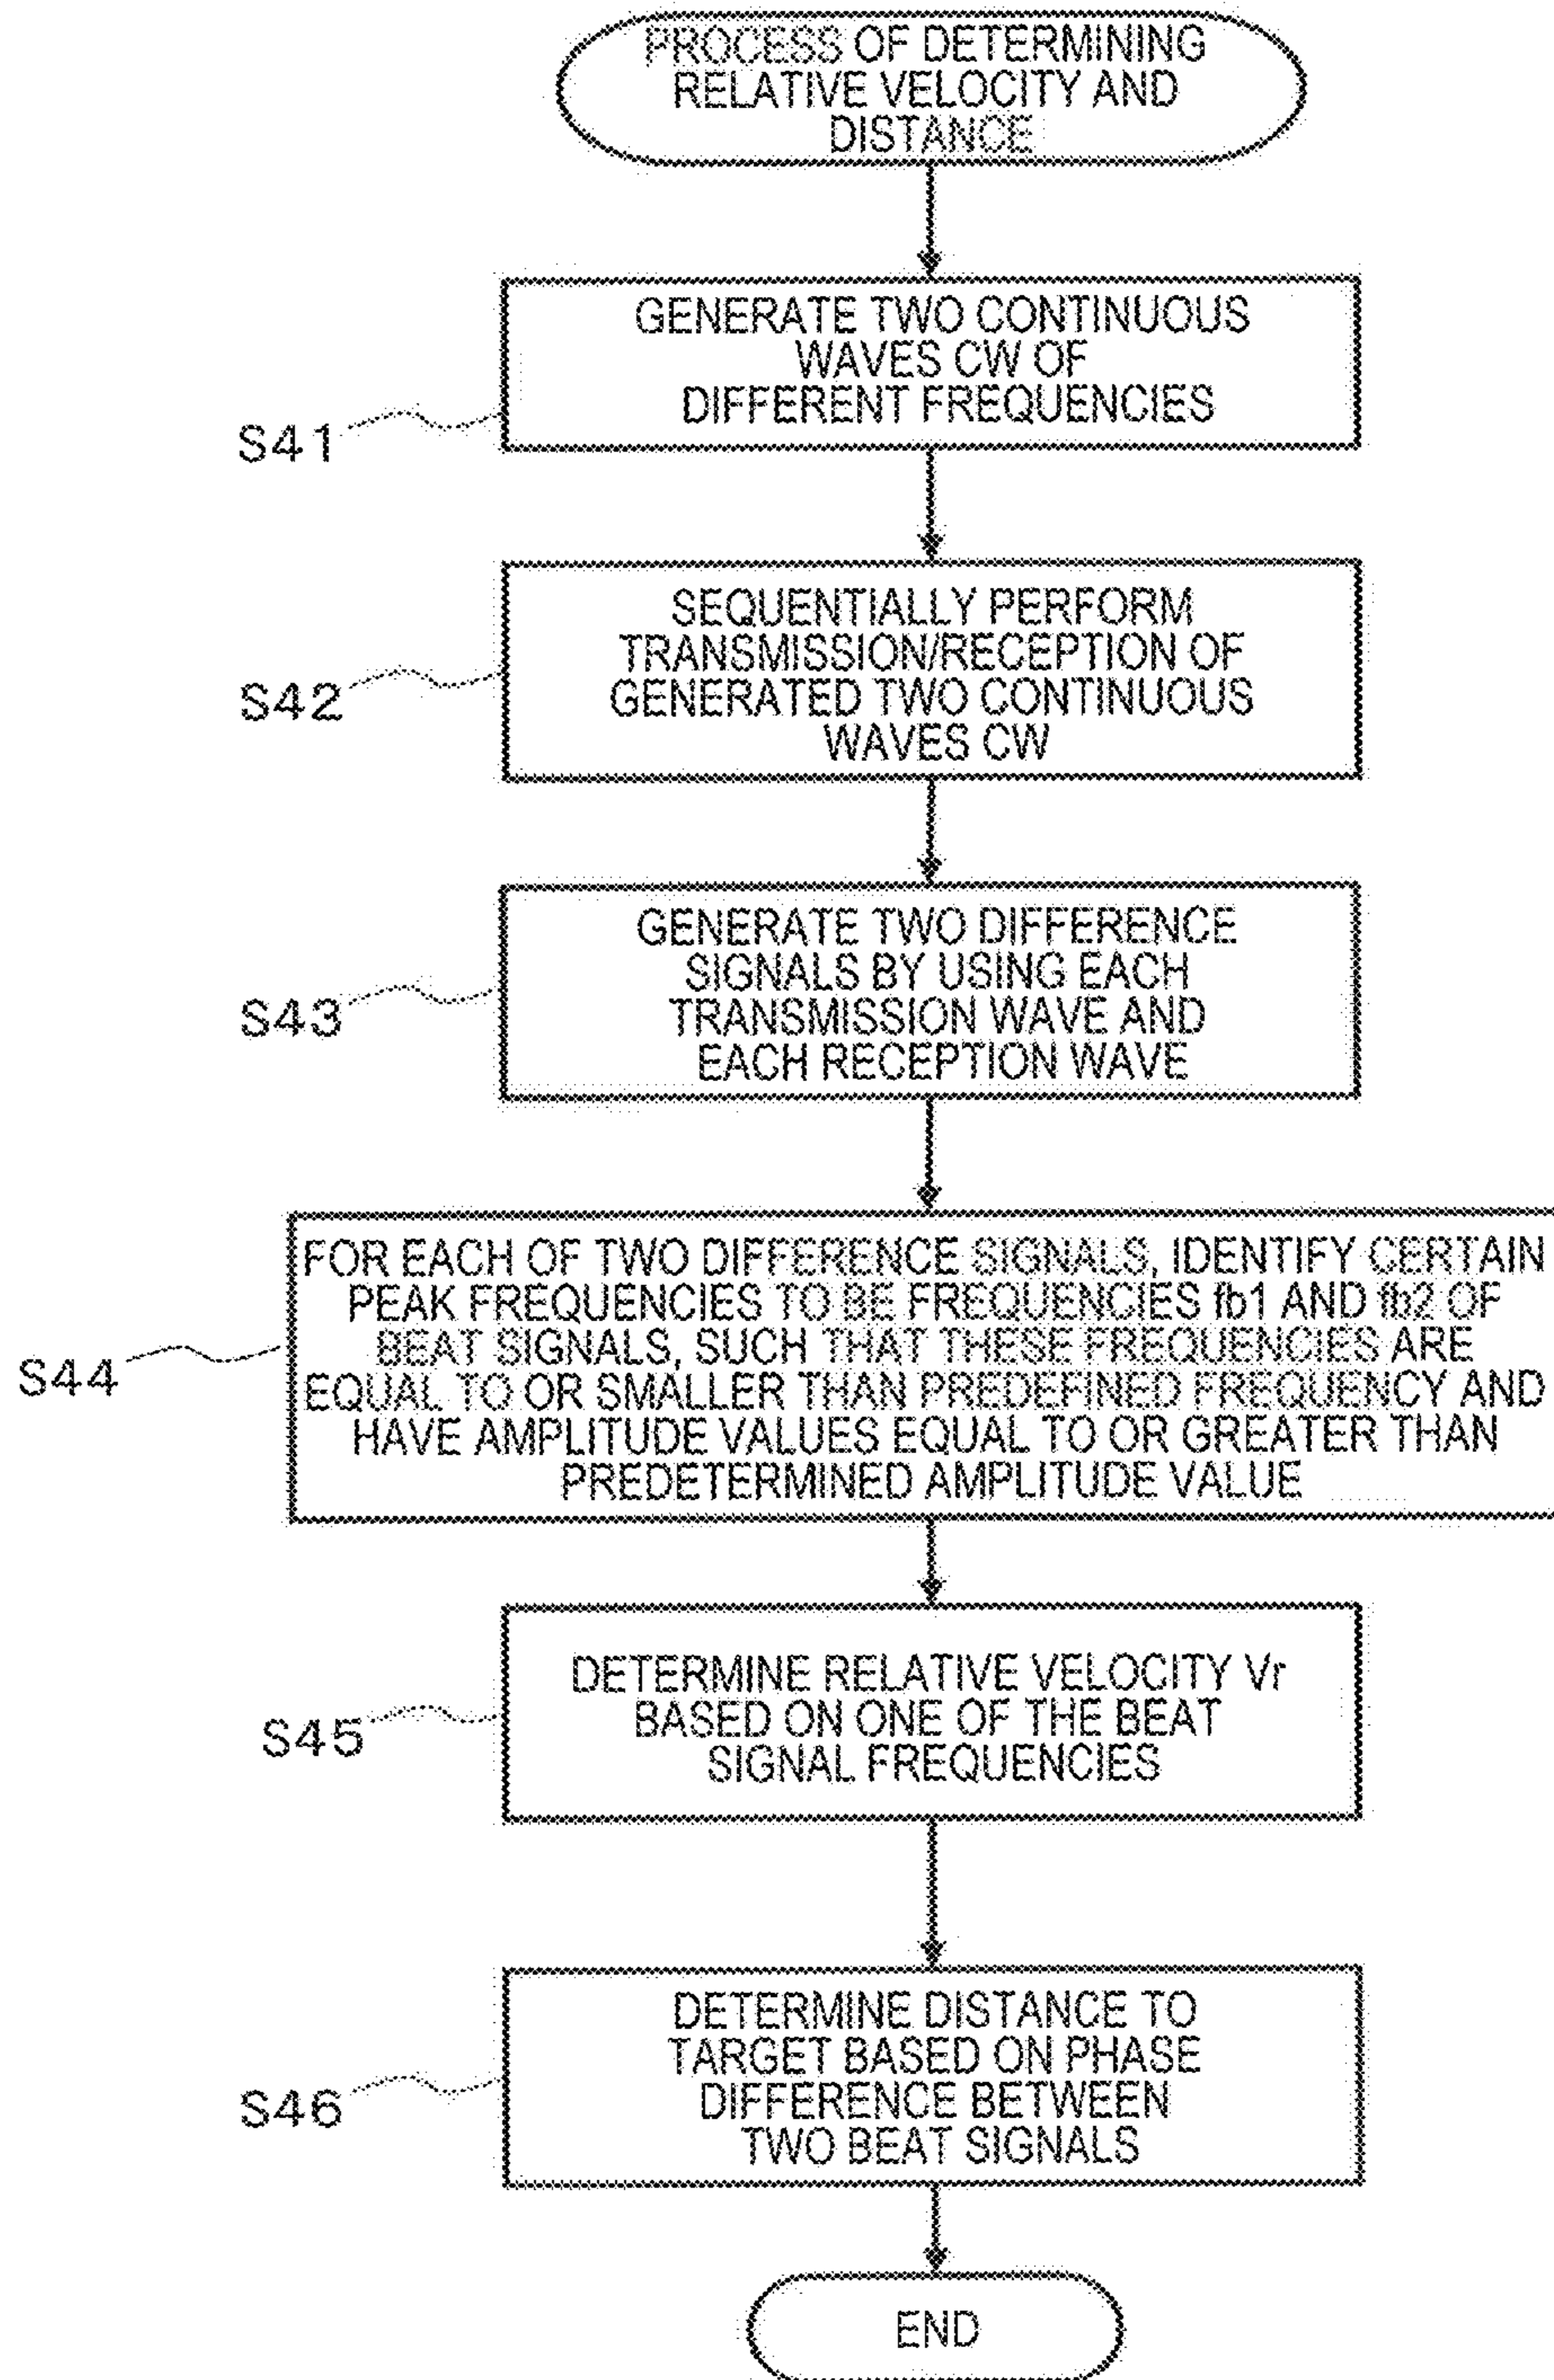 PROCESS OF DETERMINING
RELATIVE VELOCITY AND
DISTANCE
GENERATE TWO CONTINUOUS
WAVES CW OF
DIFFERENT FREQUENCIES
S41
SEQUENTIALLY PERFORM
TRANSMISSION/RECEPTION OF
GENERATED TWO CONTINUOUS
WAVES CW
S42
GENERATE TWO DIFFERENCE
SIGNALS BY USING EACH
TRANSMISSION WAVE AND
EACH RECEPTION WAVE
S43
FOR EACH OF TWO DIFFERENCE SIGNALS, IDENTIFY CERTAIN
PEAK FREQUENCIES TO BE FREQUENCIES fb1 AND fb2 OF
BEAT SIGNALS, SUCH THAT THESE FREQUENCIES ARE
EQUAL TO OR SMALLER THAN PREDEFINED FREQUENCY AND
HAVE AMPLITUDE VALUES EQUAL TO OR GREATER THAN
PREDETERMINED AMPLITUDE VALUE
S44
DETERMINE RELATIVE VELOCITY Vr
BASED ON ONE OF THE BEAT
SIGNAL FREQUENCIES
S45
DETERMINE DISTANCE TO
TARGET BASED ON PHASE
DIFFERENCE BETWEEN
TWO BEAT SIGNALS
S46
END